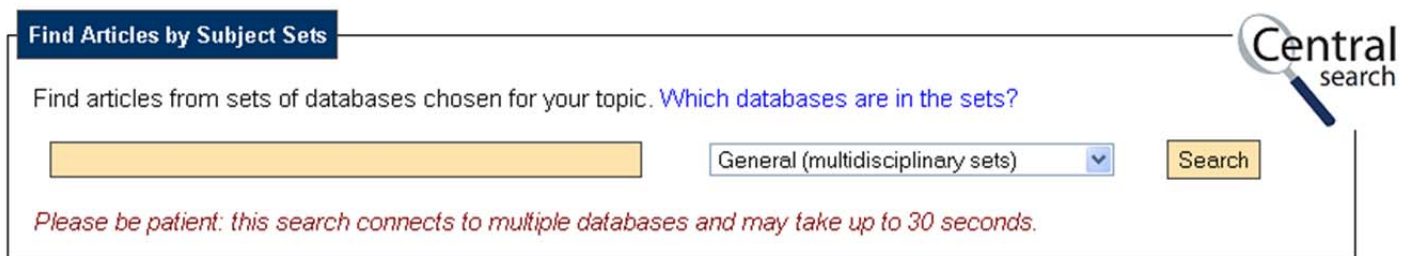 Find Articles by Subject Sets
Central
search
Find articles from sets of databases chosen for your topic. Which databases are in the sets?
General (multidisciplinary sets)
Search
Please be patient: this search connects to multiple databases and may take up to 30 seconds.